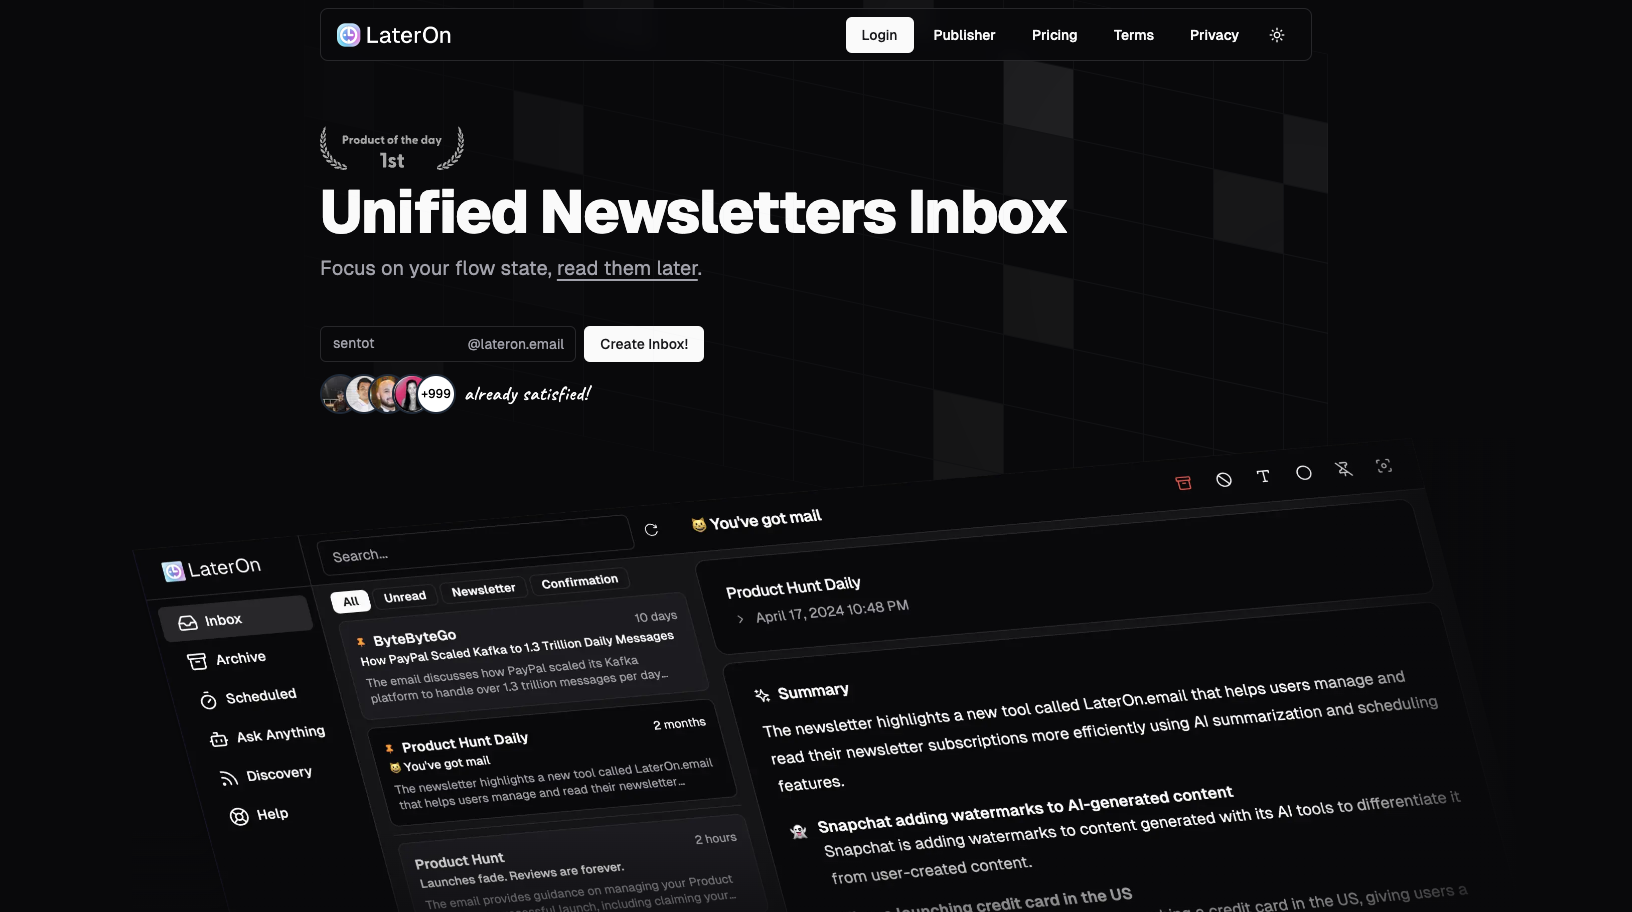 LaterOn
Login
Publisher
Pricing
Terms
Privacy
Product of the day
1st
Unified Newsletters Inbox
Focus on your flow state, read them later.
sentot
@lateron.email
Create Inbox!
+999
already satisfied!
LaterOn
Search...
Inbox
Archive
Scheduled
Ask Anything
Discovery
Help
All
Unread
Newsletter
Confirmation
ByteByteGo
10 days
How PayPal Scaled Kafka to 1.3 Trillion Daily Messages
The email discusses how PayPal scaled its Kafka
platform to handle over 1.3 trillion messages per day...
Product Hunt Daily
2 months
😸 You've got mail
The newsletter highlights a new tool called LaterOn.email
that helps users manage and read their newsletter...
Product Hunt
2 hours
Launches fade. Reviews are forever.
The email provides guidance on managing your Product
successful launch, including claiming your...
😸 You've got mail
Product Hunt Daily
April 17, 2024 10:48 PM
Summary
The newsletter highlights a new tool called LaterOn.email that helps users manage and
read their newsletter subscriptions more efficiently using AI summarization and scheduling
features.
👻 Snapchat adding watermarks to AI-generated content
Snapchat is adding watermarks to content generated with its AI tools to differentiate it
from user-created content.
launching credit card in the US
a credit card in the US, giving users a